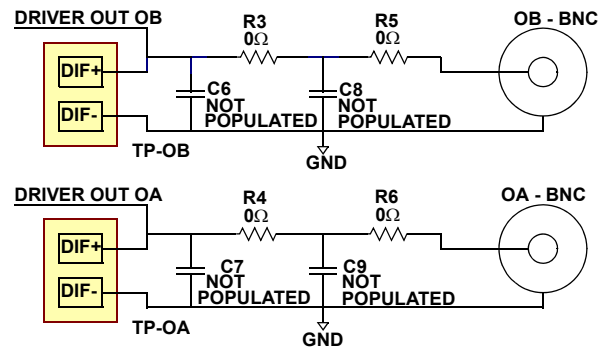 DRIVER OUT OB
R3
0Ω
R5
0Ω
OB - BNC
DIF+
DIF-
C6
NOT
POPULATED
C8
NOT
POPULATED
TP-OB
GND
DRIVER OUT OA
R4
0Ω
R6
0Ω
OA - BNC
DIF+
DIF-
C7
NOT
POPULATED
C9
NOT
POPULATED
TP-OA
GND